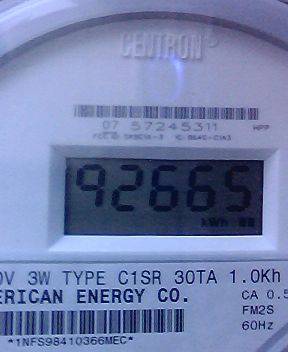 CENTRON®
07 57245311 HPP
92665
kWh
0V 3W TYPE C1SR 30TA 1.0Kh
ERICAN ENERGY CO.
CA 0.5
FM2S
60Hz
*1NFS98410366MEC*